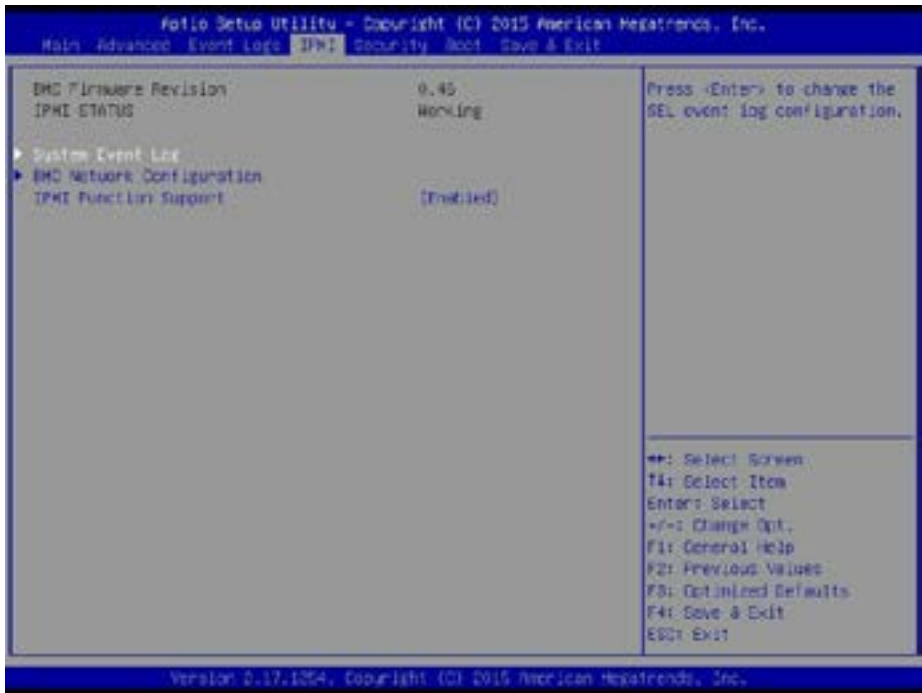 Aptio Setup Utility - Copyright (C) 2015 American Megatrends, Inc.
Main Advanced Event Logs IPMI Security Boot Save & Exit
BMC Firmware Revision 0.45
IPMI STATUS Working
System Event Log
BMC Network Configuration
IPMI Function Support [Enabled]
Press <Enter> to change the
SEL event log configuration.
↔: Select Screen
↑↓: Select Item
Enter: Select
+/-: Change Opt.
F1: General Help
F2: Previous Values
F3: Optimized Defaults
F4: Save & Exit
ESC: Exit
Version 2.17.1254. Copyright (C) 2015 American Megatrends, Inc.